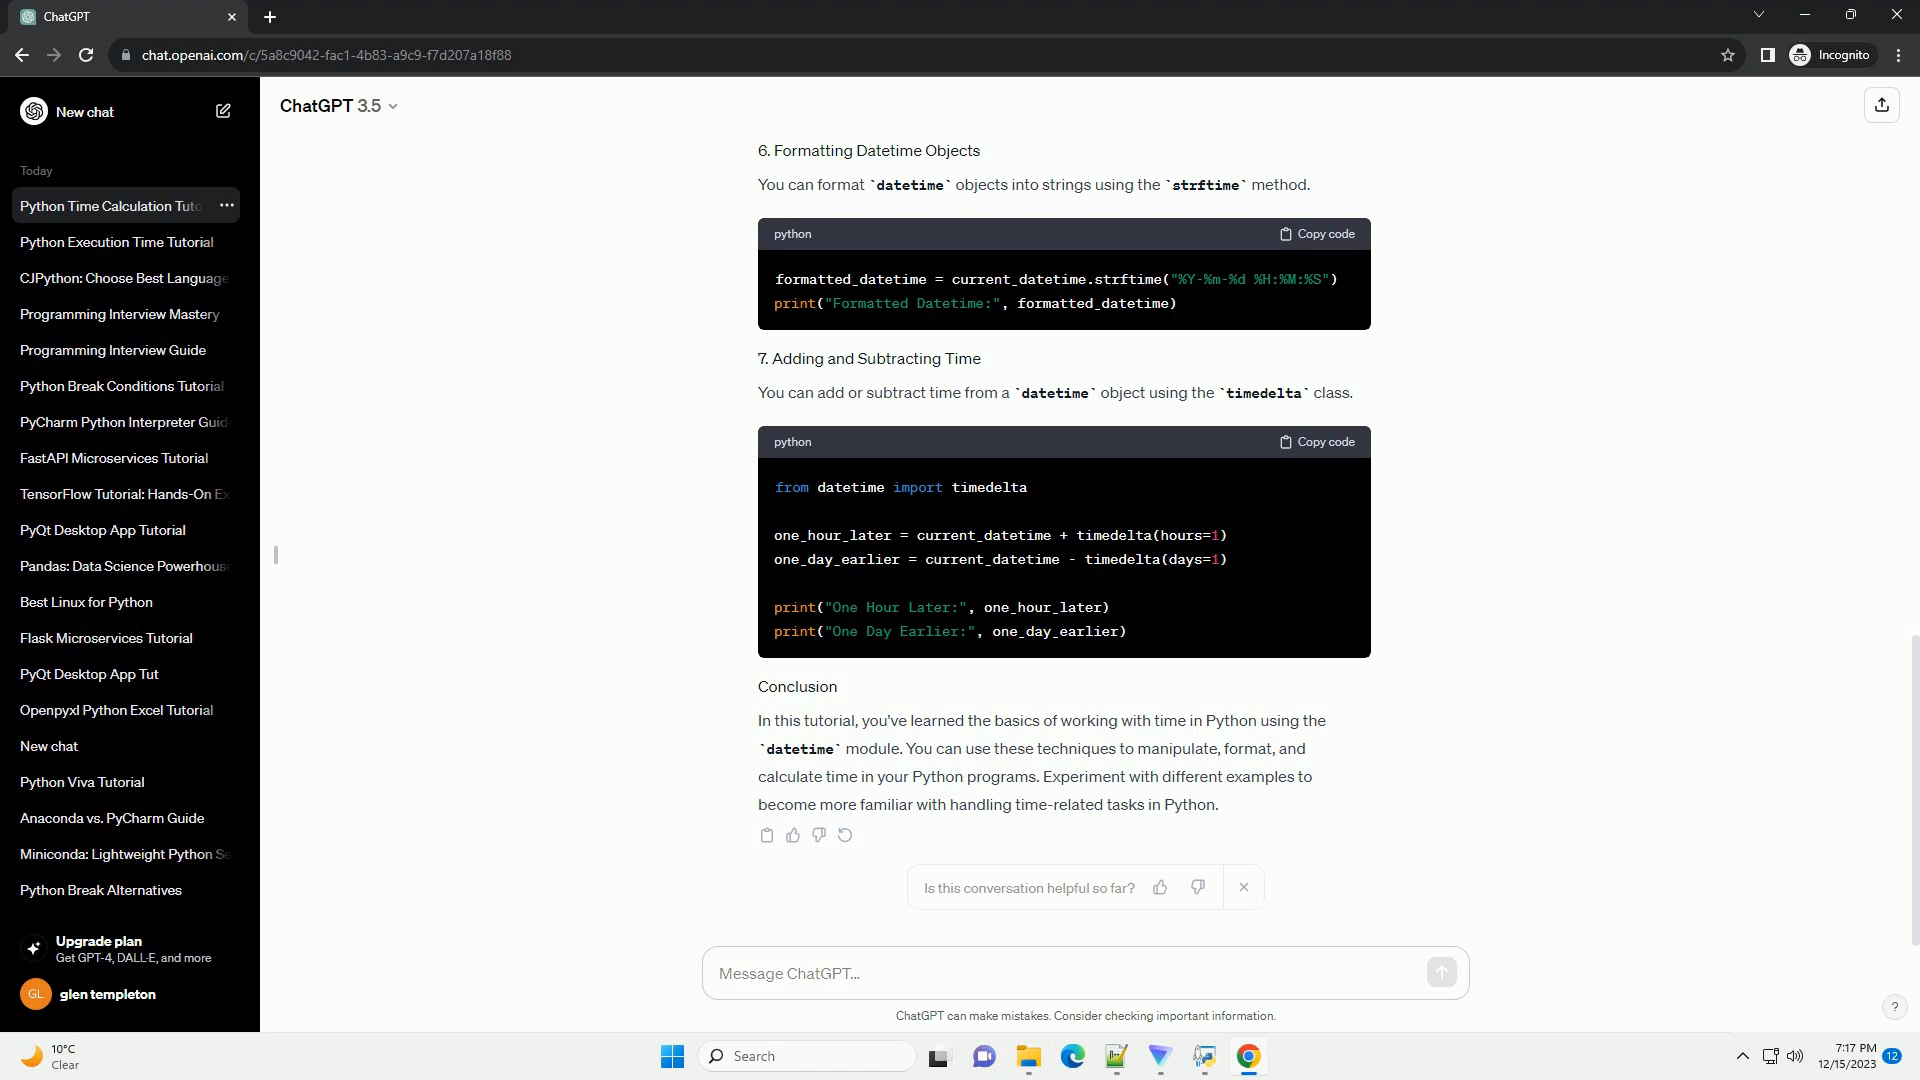 ChatGPT
chat.openai.com/c/5a8c9042-fac1-4b83-a9c9-f7d207a18f88
Incognito
New chat
Today
Python Time Calculation Tuto
Python Execution Time Tutorial
CJPython: Choose Best Language
Programming Interview Mastery
Programming Interview Guide
Python Break Conditions Tutorial
PyCharm Python Interpreter Guid
FastAPI Microservices Tutorial
TensorFlow Tutorial: Hands-On Ex
PyQt Desktop App Tutorial
Pandas: Data Science Powerhouse
Best Linux for Python
Flask Microservices Tutorial
PyQt Desktop App Tut
Openpyxl Python Excel Tutorial
New chat
Python Viva Tutorial
Anaconda vs. PyCharm Guide
Miniconda: Lightweight Python Se
Python Break Alternatives
Upgrade plan
Get GPT-4, DALL·E, and more
GL glen templeton
ChatGPT 3.5
6. Formatting Datetime Objects
You can format `datetime` objects into strings using the `strftime` method.
python Copy code
formatted_datetime = current_datetime.strftime("%Y-%m-%d %H:%M:%S")
print("Formatted Datetime:", formatted_datetime)
7. Adding and Subtracting Time
You can add or subtract time from a `datetime` object using the `timedelta` class.
python Copy code
from datetime import timedelta
one_hour_later = current_datetime + timedelta(hours=1)
one_day_earlier = current_datetime - timedelta(days=1)
print("One Hour Later:", one_hour_later)
print("One Day Earlier:", one_day_earlier)
Conclusion
In this tutorial, you've learned the basics of working with time in Python using the
`datetime` module. You can use these techniques to manipulate, format, and
calculate time in your Python programs. Experiment with different examples to
become more familiar with handling time-related tasks in Python.
Is this conversation helpful so far?
Message ChatGPT...
ChatGPT can make mistakes. Consider checking important information.
?
10°C
Clear
Search
7:17 PM
12/15/2023
12